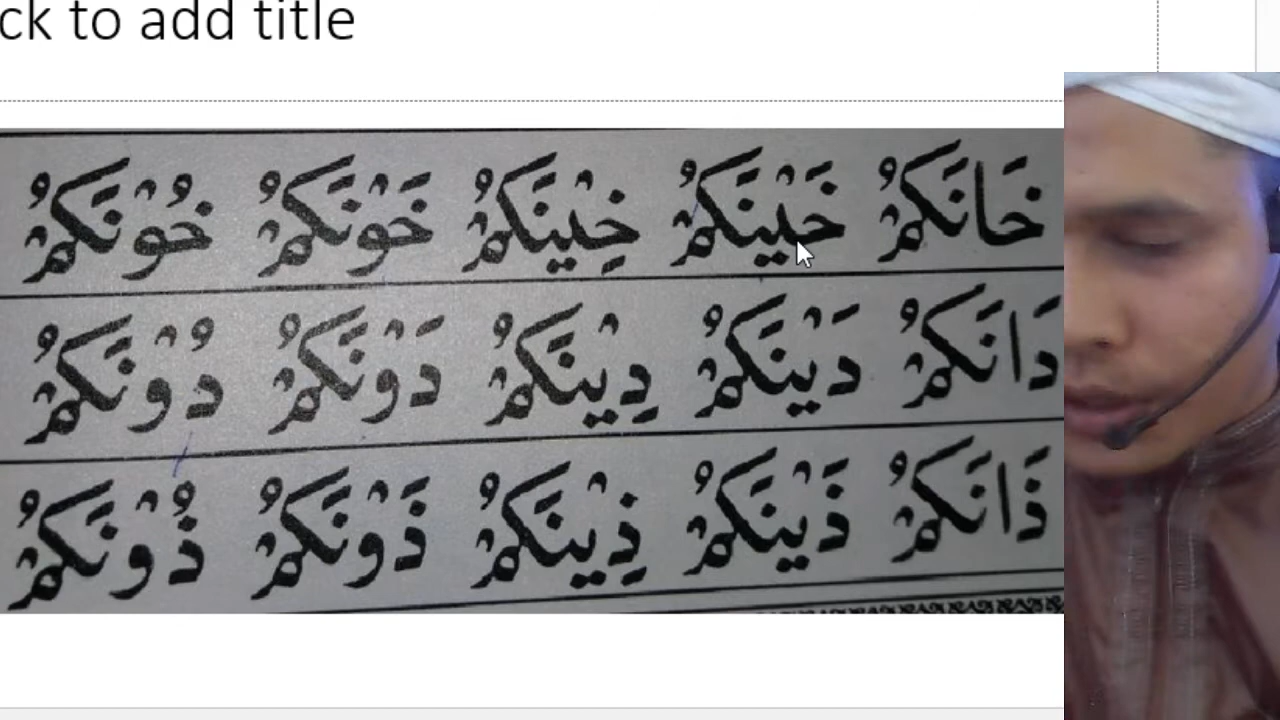 ck to add title
خَانَكُمْ خَيْنَكُمْ خِيْنَكُمْ خَوْنَكُمْ خُوْنَكُمْ
دَانَكُمْ دَيْنَكُمْ دِيْنَكُمْ دَوْنَكُمْ دُوْنَكُمْ
ذَانَكُمْ ذَيْنَكُمْ ذِيْنَكُمْ ذَوْنَكُمْ ذُوْنَكُمْ